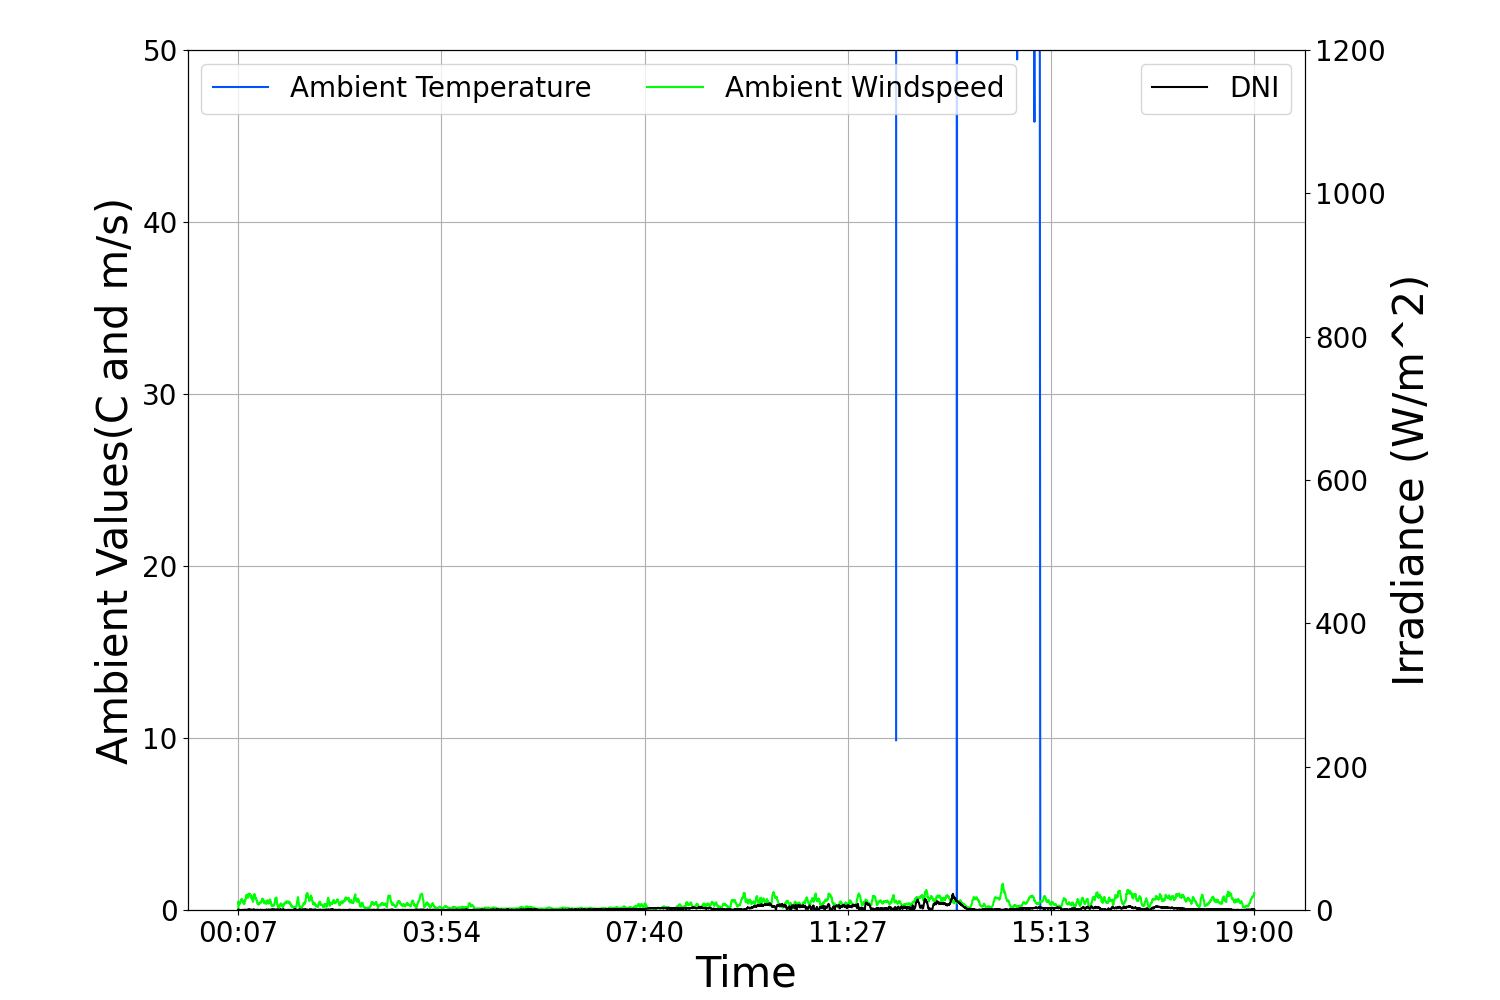 Ambient Temperature
Ambient Windspeed
DNI
50
40
30
20
10
0
Ambient Values(C and m/s)
1200
1000
800
600
400
200
0
Irradiance (W/m^2)
00:07 03:54 07:40 11:27 15:13 19:00
Time